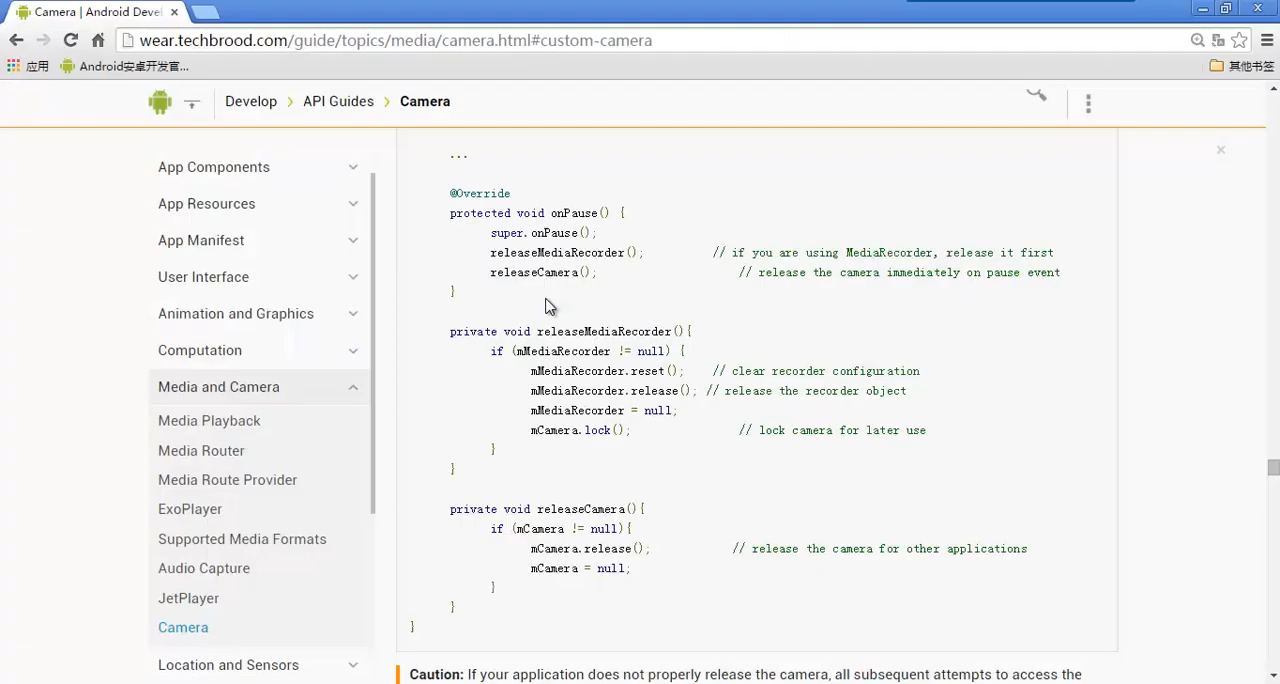 Camera | Android Deve
wear.techbrood.com/guide/topics/media/camera.html#custom-camera
应用 Android安卓开发官... 其他书签
Develop API Guides Camera
App Components
App Resources
App Manifest
User Interface
Animation and Graphics
Computation
Media and Camera
Media Playback
Media Router
Media Route Provider
ExoPlayer
Supported Media Formats
Audio Capture
JetPlayer
Camera
Location and Sensors
...
@Override
protected void onPause() {
super.onPause();
releaseMediaRecorder(); // if you are using MediaRecorder, release it first
releaseCamera(); // release the camera immediately on pause event
}
private void releaseMediaRecorder(){
if (mMediaRecorder != null) {
mMediaRecorder.reset(); // clear recorder configuration
mMediaRecorder.release(); // release the recorder object
mMediaRecorder = null;
mCamera.lock(); // lock camera for later use
}
}
private void releaseCamera(){
if (mCamera != null){
mCamera.release(); // release the camera for other applications
mCamera = null;
}
}
}
Caution: If your application does not properly release the camera, all subsequent attempts to access the